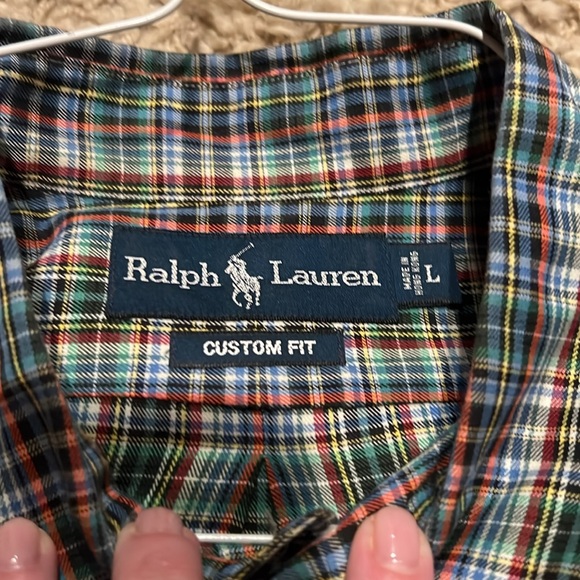 Ralph Lauren
MADE IN
HONG KONG
L
CUSTOM FIT